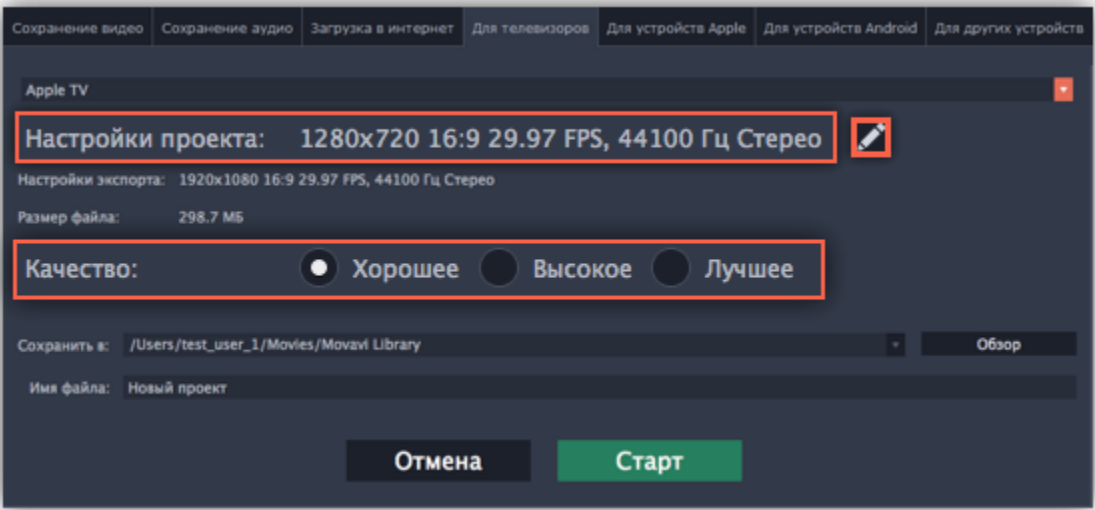 Сохранение видео Сохранение аудио Загрузка в интернет Для телевизоров Для устройств Apple Для устройств Android Для других устройств
Apple TV
Настройки проекта: 1280x720 16:9 29.97 FPS, 44100 Гц Стерео
Настройки экспорта: 1920x1080 16:9 29.97 FPS, 44100 Гц Стерео
Размер файла: 298.7 МБ
Качество: Хорошее Высокое Лучшее
Сохранить в: /Users/test_user_1/Movies/Movavi Library Обзор
Имя файла: Новый проект
Отмена Старт